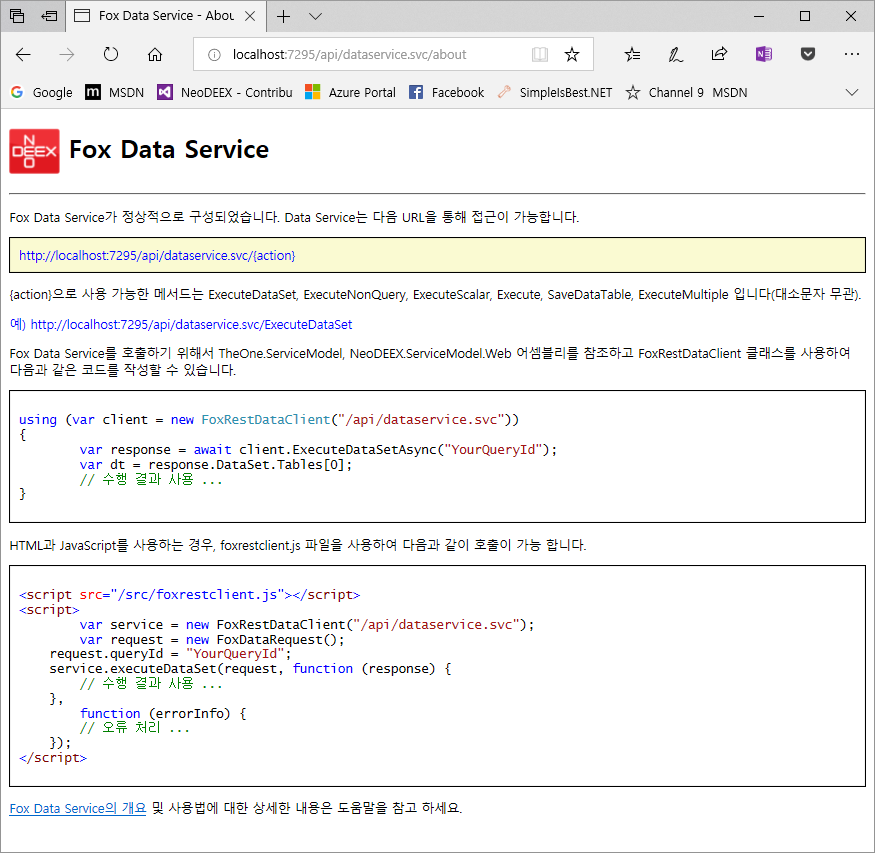 Fox Data Service - Abou
localhost:7295/api/dataservice.svc/about
Google MSDN NeoDEEX - Contribu Azure Portal Facebook SimpleIsBest.NET Channel 9 MSDN
NEO DEEX
Fox Data Service
Fox Data Service가 정상적으로 구성되었습니다. Data Service는 다음 URL을 통해 접근이 가능합니다.
http://localhost:7295/api/dataservice.svc/{action}
{action}으로 사용 가능한 메서드는 ExecuteDataSet, ExecuteNonQuery, ExecuteScalar, Execute, SaveDataTable, ExecuteMultiple 입니다(대소문자 무관).
예) http://localhost:7295/api/dataservice.svc/ExecuteDataSet
Fox Data Service를 호출하기 위해서 TheOne.ServiceModel, NeoDEEX.ServiceModel.Web 어셈블리를 참조하고 FoxRestDataClient 클래스를 사용하여
다음과 같은 코드를 작성할 수 있습니다.
using (var client = new FoxRestDataClient("/api/dataservice.svc"))
{
var response = await client.ExecuteDataSetAsync("YourQueryId");
var dt = response.DataSet.Tables[0];
// 수행 결과 사용 ...
}
HTML과 JavaScript를 사용하는 경우, foxrestclient.js 파일을 사용하여 다음과 같이 호출이 가능 합니다.
<script src="/src/foxrestclient.js"></script>
<script>
var service = new FoxRestDataClient("/api/dataservice.svc");
var request = new FoxDataRequest();
request.queryId = "YourQueryId";
service.executeDataSet(request, function (response) {
// 수행 결과 사용 ...
},
function (errorInfo) {
// 오류 처리 ...
});
</script>
Fox Data Service의 개요 및 사용법에 대한 상세한 내용은 도움말을 참고 하세요.